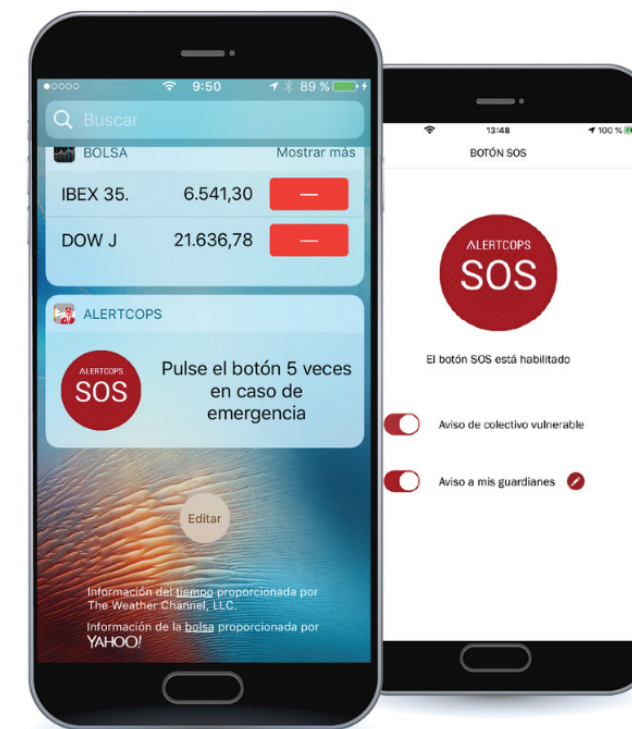 9:50
89 %
Buscar
BOLSA Mostrar más
IBEX 35. 6.541,30 —
DOW J 21.636,78 —
ALERTCOPS
ALERTCOPS
SOS
Pulse el botón 5 veces
en caso de
emergencia
Editar
Información del tiempo proporcionada por
The Weather Channel, LLC.
Información de la bolsa proporcionada por
YAHOO!
13:48 100 %
BOTÓN SOS
ALERTCOPS
SOS
El botón SOS está habilitado
Aviso de colectivo vulnerable
Aviso a mis guardianes